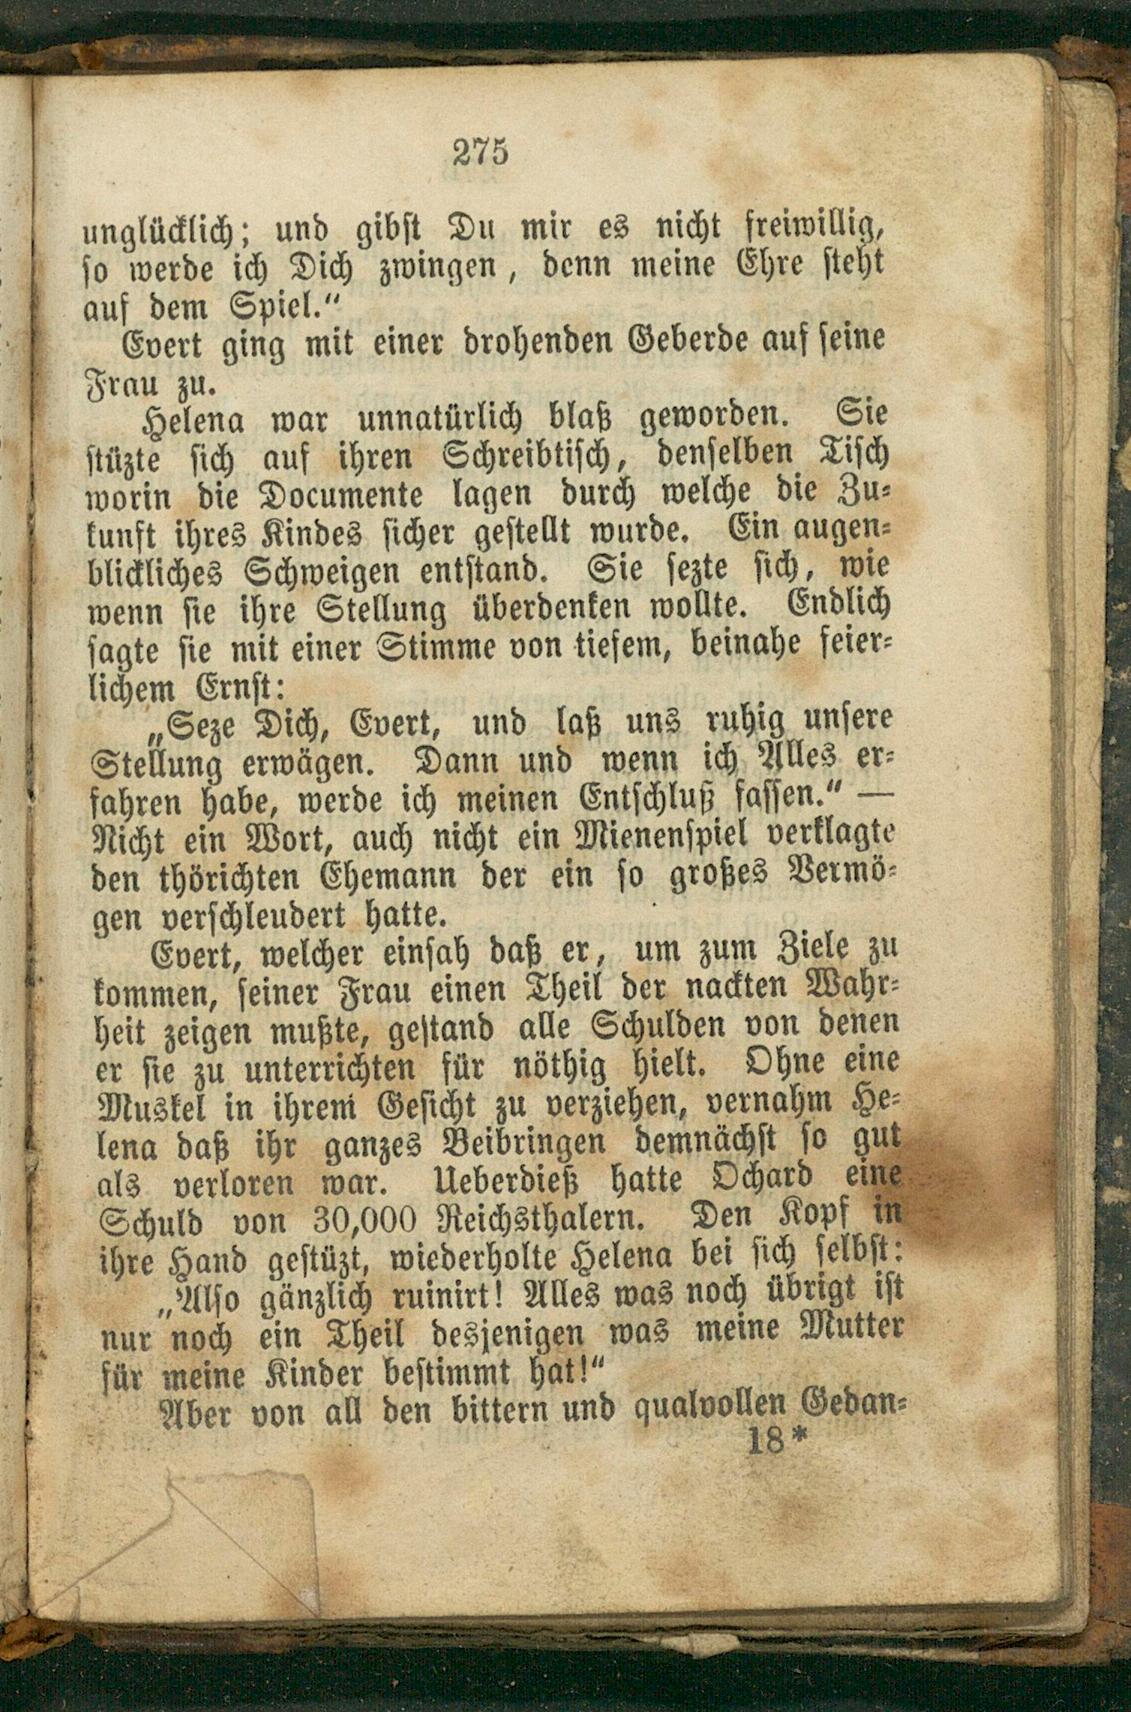 275
unglücklich; und gibst Du mir es nicht freiwillig,
so werde ich Dich zwingen, denn meine Ehre steht
auf dem Spiel.“
Evert ging mit einer drohenden Geberde auf seine
Frau zu.
Helena war unnatürlich blaß geworden. Sie
stüzte sich auf ihren Schreibtisch, denselben Tisch
worin die Documente lagen durch welche die Zu-
kunft ihres Kindes sicher gestellt wurde. Ein augen-
blickliches Schweigen entstand. Sie sezte sich, wie
wenn sie ihre Stellung überdenken wollte. Endlich
sagte sie mit einer Stimme von tiefem, beinahe feier-
lichem Ernst:
„Seze Dich, Evert, und laß uns ruhig unsere
Stellung erwägen. Dann und wenn ich Alles er-
fahren habe, werde ich meinen Entschluß fassen.“ —
Nicht ein Wort, auch nicht ein Mienenspiel verklagte
den thörichten Ehemann der ein so großes Vermö-
gen verschleudert hatte.
Evert, welcher einsah daß er, um zum Ziele zu
kommen, seiner Frau einen Theil der nackten Wahr-
heit zeigen mußte, gestand alle Schulden von denen
er sie zu unterrichten für nöthig hielt. Ohne eine
Muskel in ihrem Gesicht zu verziehen, vernahm He-
lena daß ihr ganzes Beibringen demnächst so gut
als verloren war. Ueberdieß hatte Ochard eine
Schuld von 30,000 Reichsthalern. Den Kopf in
ihre Hand gestüzt, wiederholte Helena bei sich selbst:
„Also gänzlich ruinirt! Alles was noch übrigt ist
nur noch ein Theil desjenigen was meine Mutter
für meine Kinder bestimmt hat!“
Aber von all den bittern und qualvollen Gedan-
18*